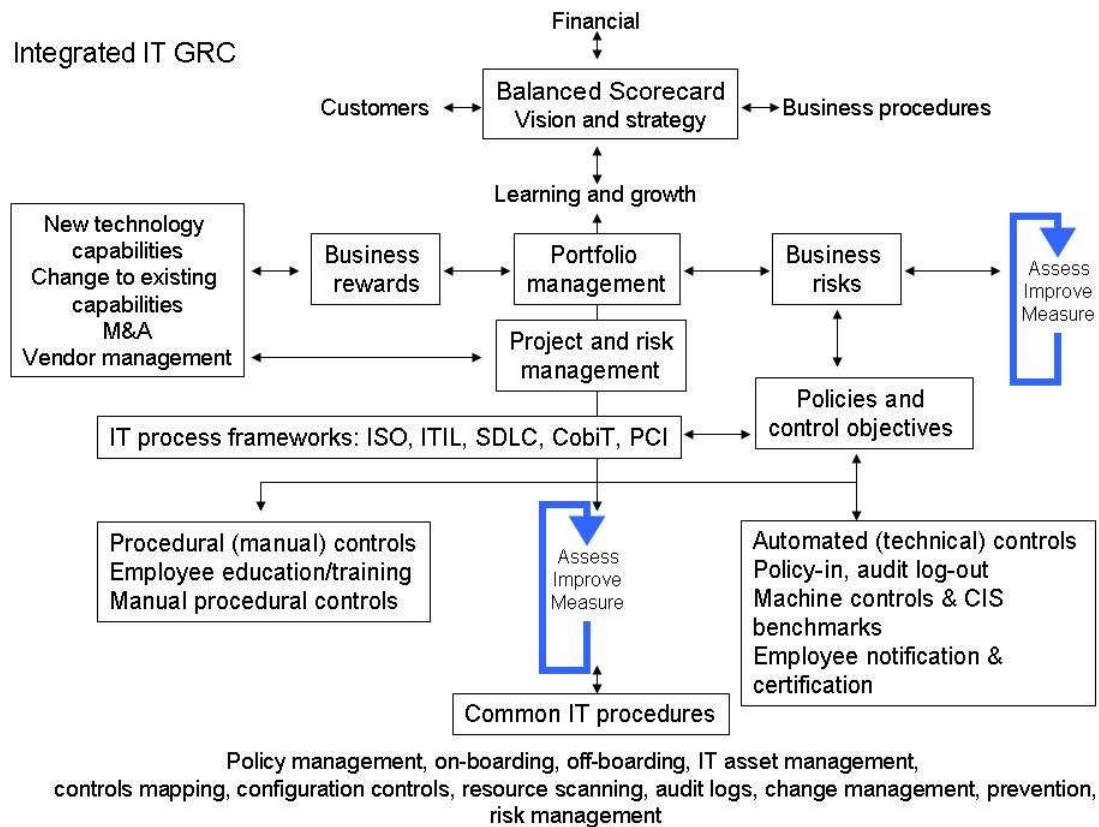 Integrated IT GRC
Financial
Balanced Scorecard
Vision and strategy
Customers
Business procedures
Learning and growth
New technology
capabilities
Change to existing
capabilities
M&A
Vendor management
Business
rewards
Portfolio
management
Business
risks
Assess
Improve
Measure
Project and risk
management
Policies and
control objectives
IT process frameworks: ISO, ITIL, SDLC, CobiT, PCI
Procedural (manual) controls
Employee education/training
Manual procedural controls
Assess
Improve
Measure
Automated (technical) controls
Policy-in, audit log-out
Machine controls & CIS
benchmarks
Employee notification &
certification
Common IT procedures
Policy management, on-boarding, off-boarding, IT asset management,
controls mapping, configuration controls, resource scanning, audit logs, change management, prevention,
risk management